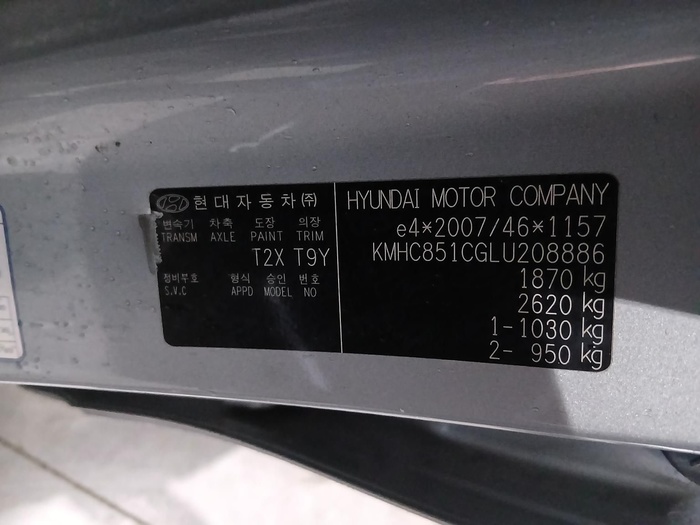 현대자동차(주)
변속기 차축 도장 의장
TRANSM AXLE PAINT TRIM
T2X T9Y
정비부호 형식 승인 번호
S.V.C APPD MODEL NO
HYUNDAI MOTOR COMPANY
e4*2007/46*1157
KMHC851CGLU208886
1870 kg
2620 kg
1-1030 kg
2- 950 kg